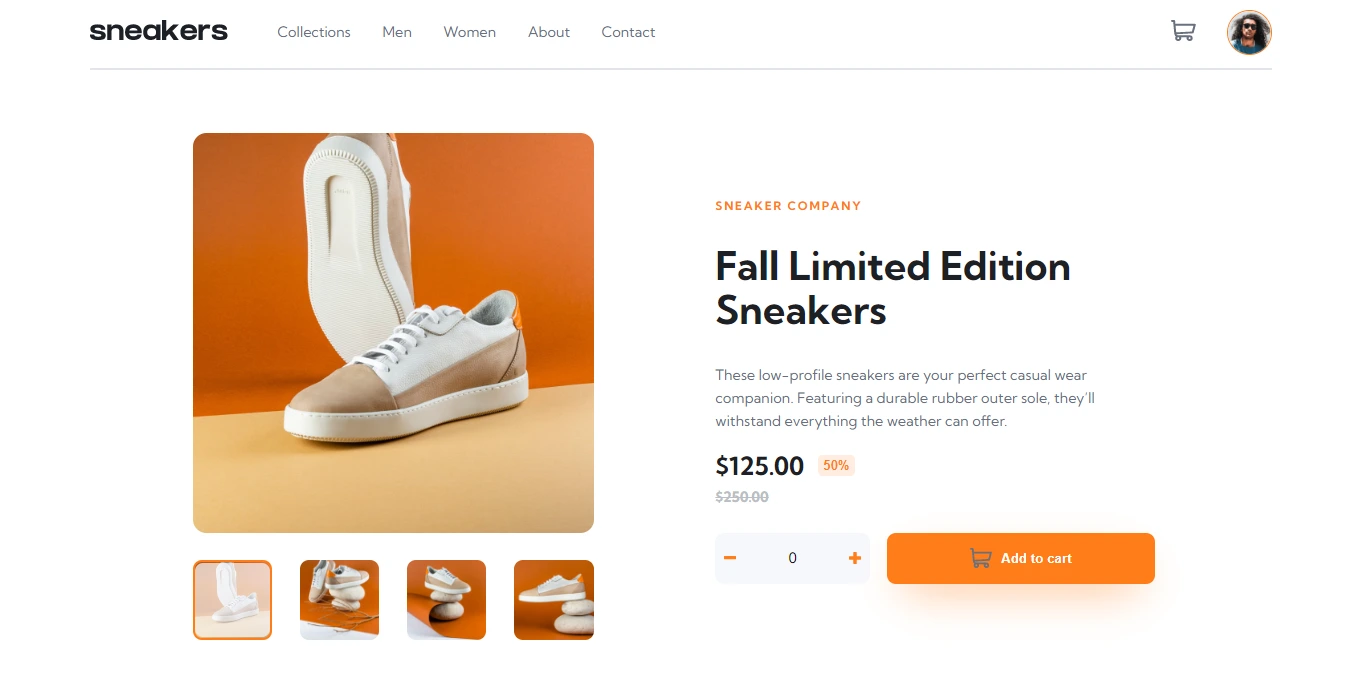 sneakers
Collections Men Women About Contact
SNEAKER COMPANY
Fall Limited Edition
Sneakers
These low-profile sneakers are your perfect casual wear
companion. Featuring a durable rubber outer sole, they'll
withstand everything the weather can offer.
$125.00 50%
$250.00
0
Add to cart